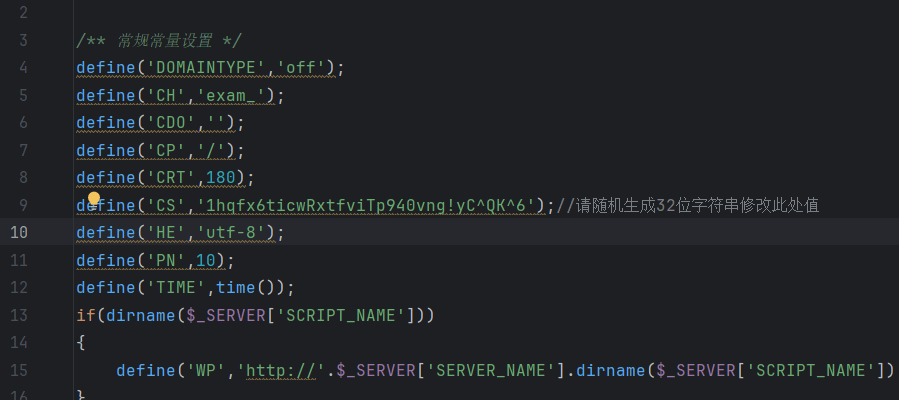 2
3 /** 常规常量设置 */
4 define('DOMAINTYPE','off');
5 define('CH','exam_');
6 define('CDO','');
7 define('CP','/');
8 define('CRT',180);
9 define('CS','1hqfx6ticwRxtfviTp940vng!yC^QK^6');//请随机生成32位字符串修改此处值
10 define('HE','utf-8');
11 define('PN',10);
12 define('TIME',time());
13 if(dirname($_SERVER['SCRIPT_NAME']))
14 {
15 define('WP','http://'.$_SERVER['SERVER_NAME'].dirname($_SERVER['SCRIPT_NAME'])
16 }